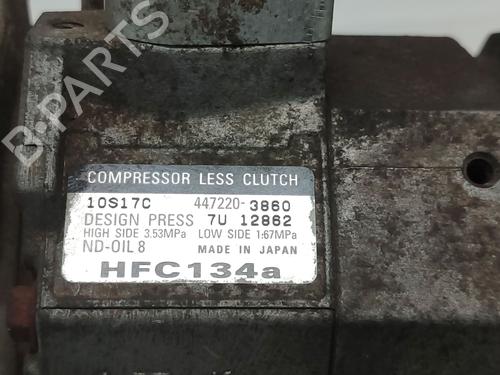 B-PARTS
COMPRESSOR LESS CLUTCH
10S17C 447220-3860
DESIGN PRESS 7U 12862
HIGH SIDE 3.53MPa LOW SIDE 1:67MPa
ND-OIL 8 MADE IN JAPAN
HFC134a